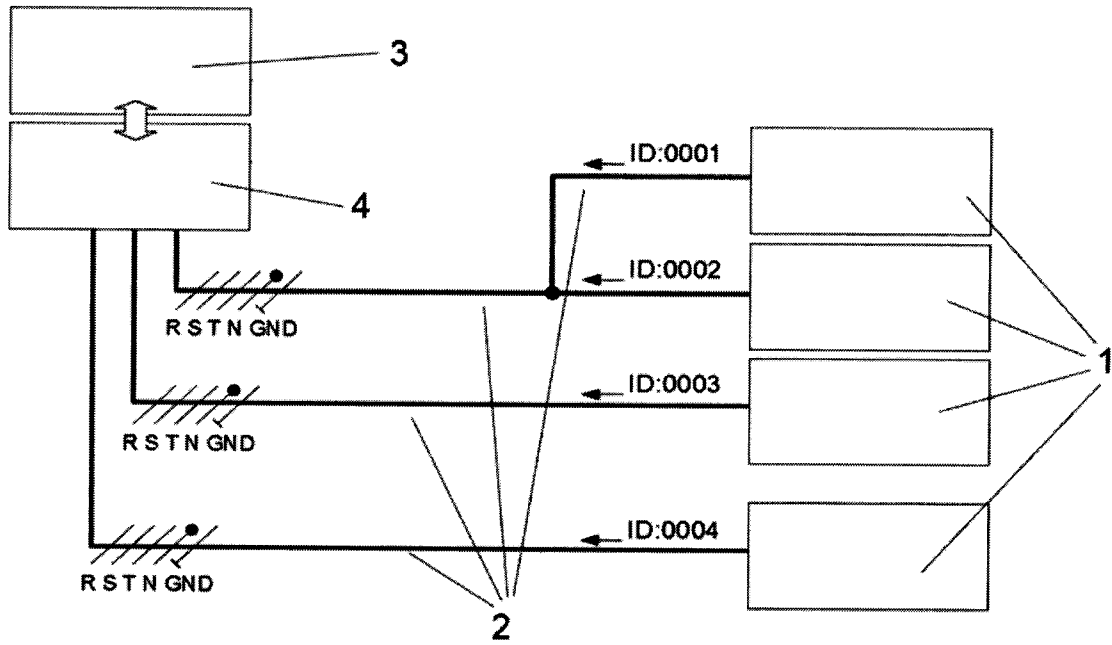 3
4
ID:0001
ID:0002
R S T N GND
1
ID:0003
R S T N GND
ID:0004
R S T N GND
2